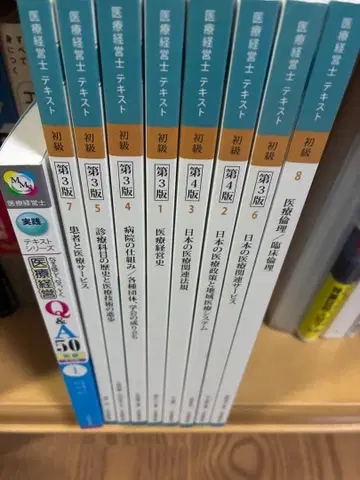 医療経営士
実践
テキスト
シリーズ
医療経営
Q&A
50
1
医療経営士 テキスト
初級
第3版
7
患者と医療サービス
医療経営士 テキスト
初級
第3版
5
診療科目の歴史と医療技術の進歩
医療経営士 テキスト
初級
第3版
4
病院の仕組み/各種団体、学会の成り立ち
医療経営士 テキスト
初級
第3版
1
医療経営史
医療経営士 テキスト
初級
第4版
3
日本の医療関連法規
医療経営士 テキスト
初級
第4版
2
日本の医療政策と地域医療システム
医療経営士 テキスト
初級
6
日本の医療関連サービス
医療経営士 テキスト
初級
8
医療倫理/臨床倫理